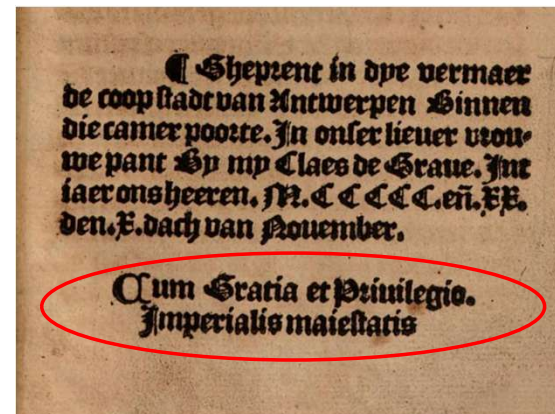 ¶ Gheprent in dye vermaer
de coop stadt van Antwerpen Binnen
die camer poorte. In onser lieuer vrou-
we pant By my Claes de Graue. Int
iaer ons heeren. M. C C C C C. eñ. XX.
den. X. dach van Nouember.
Cum Gratia et Priuilegio.
Imperialis maiestatis